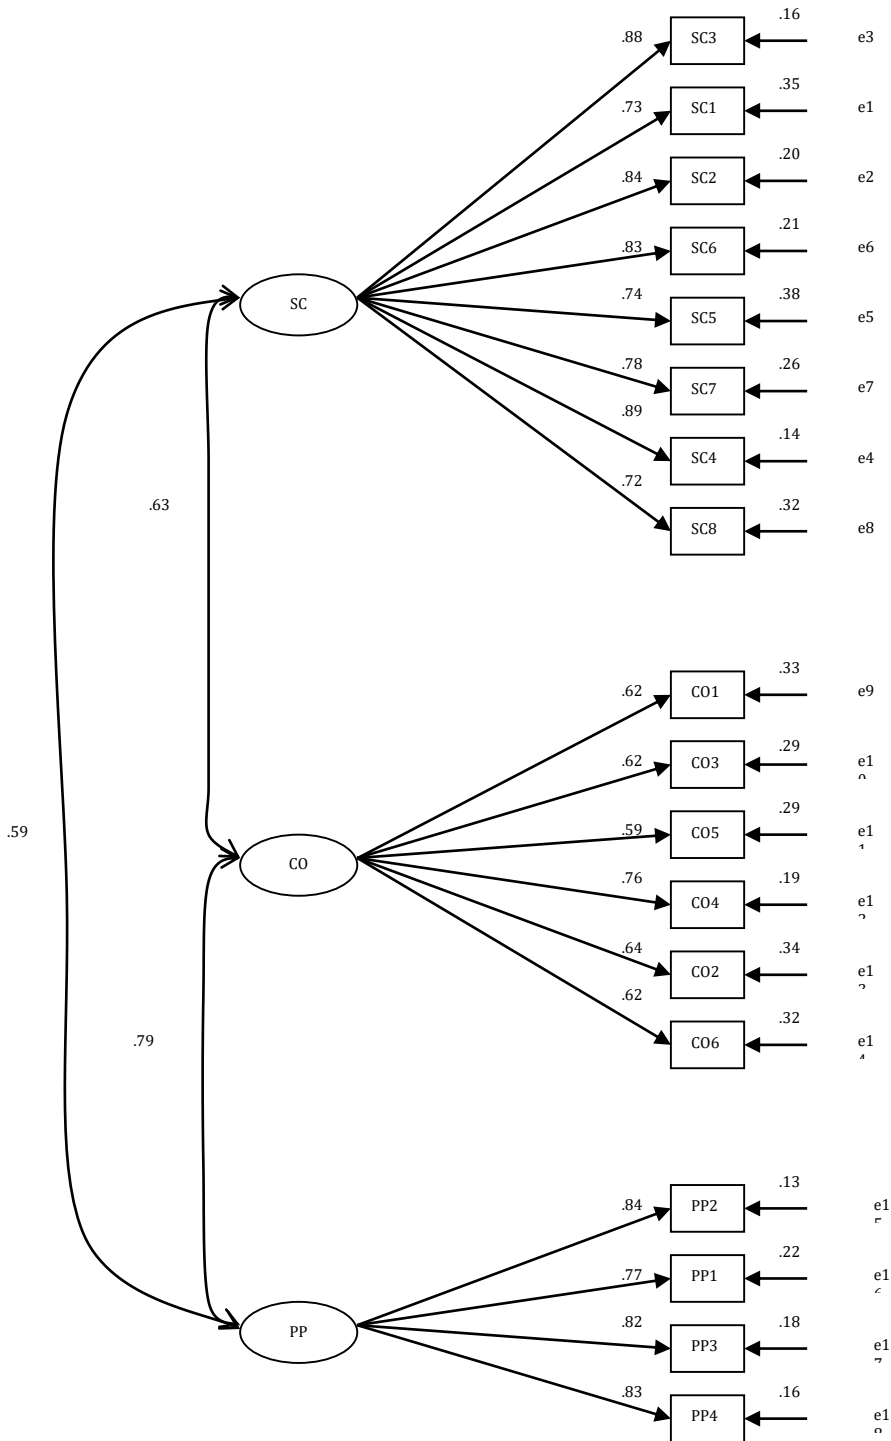 .16
.88 SC3 e3
.35
.73 SC1 e1
.20
.84 SC2 e2
.21
.83 SC6 e6
SC
.74 .38
SC5 e5
.78 .26
SC7 e7
.89
.14
SC4 e4
.72
.63 .32
SC8 e8
.33
.62 CO1 e9
.29
.62 CO3 e1
.29
.59 .59 CO5 e1
CO
.76 .19
CO4 e1
.64 .34
CO2 e1
.62
.32
.79 CO6 e1
.13
.84 PP2 e1
.22
.77 PP1 e1
.82 .18
PP PP3 e1
.83 .16
PP4 e1